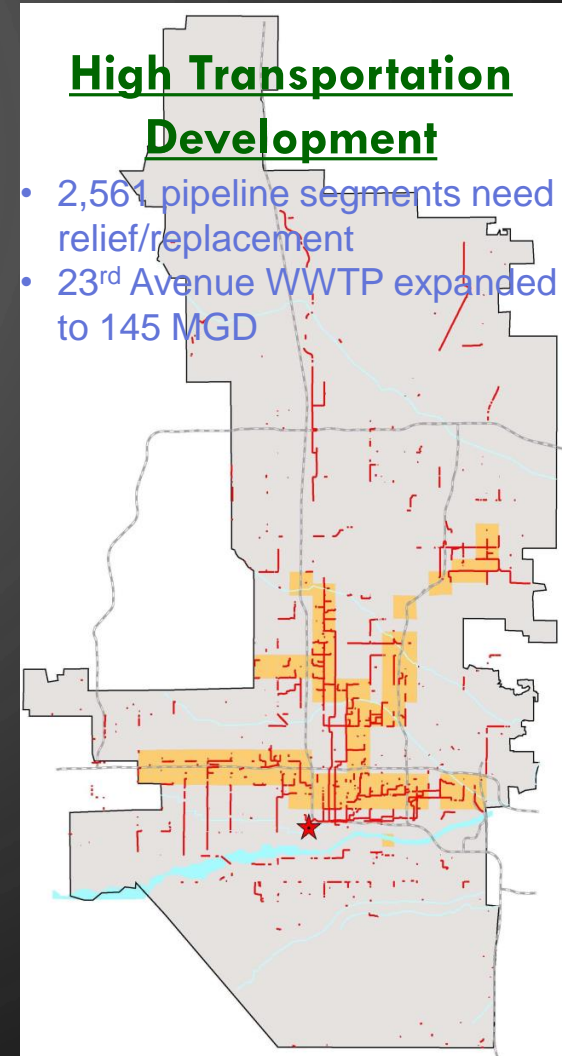 High Transportation
Development
• 2,561 pipeline segments need
relief/replacement
• 23rd Avenue WWTP expanded
to 145 MGD